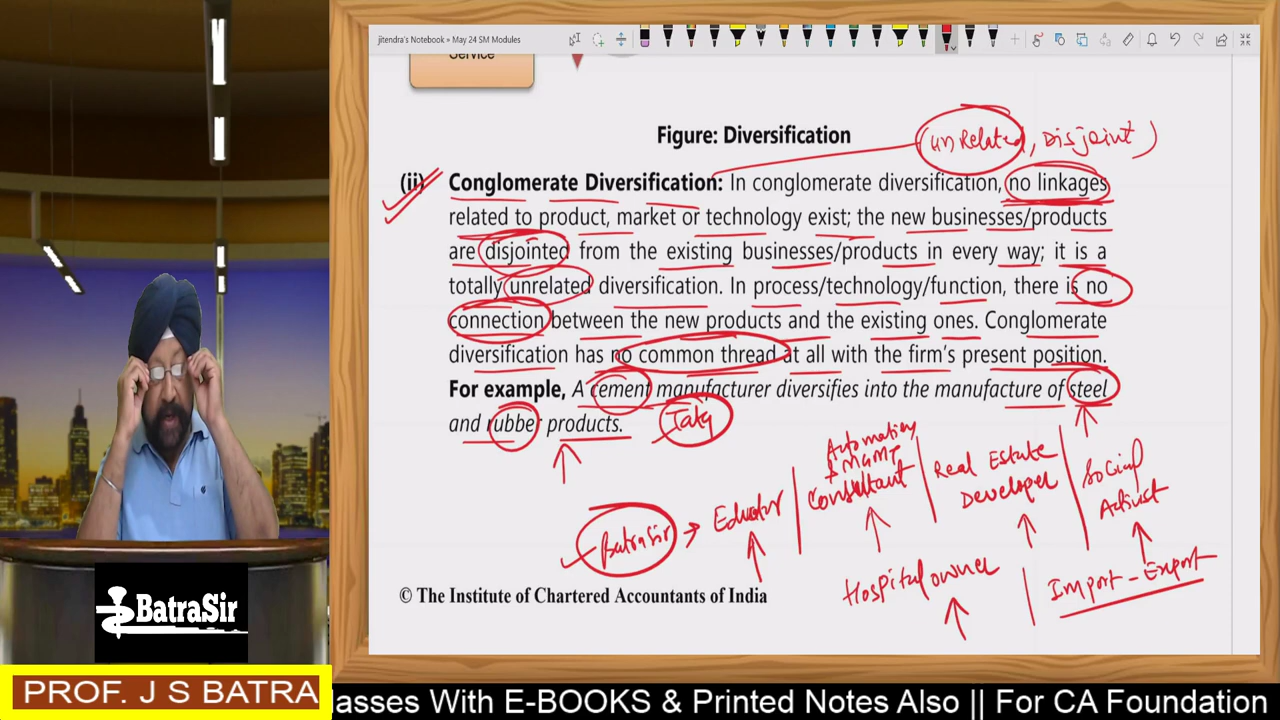 jitendra's Notebook » May 24 SM Modules
Service
Figure: Diversification
(unRelated, Disjoint)
(ii) Conglomerate Diversification: In conglomerate diversification, no linkages
related to product, market or technology exist; the new businesses/products
are disjointed from the existing businesses/products in every way; it is a
totally unrelated diversification. In process/technology/function, there is no
connection between the new products and the existing ones. Conglomerate
diversification has no common thread at all with the firm's present position.
For example, A cement manufacturer diversifies into the manufacture of steel
and rubber products.
Tata
BatraSir → Educator
Automation
+ MGMT
Consultant
Real Estate
Developer
Social
Activist
Hospital owner
Import - Export
© The Institute of Chartered Accountants of India
BatraSir
PROF. J S BATRA
lasses With E-BOOKS & Printed Notes Also || For CA Foundation